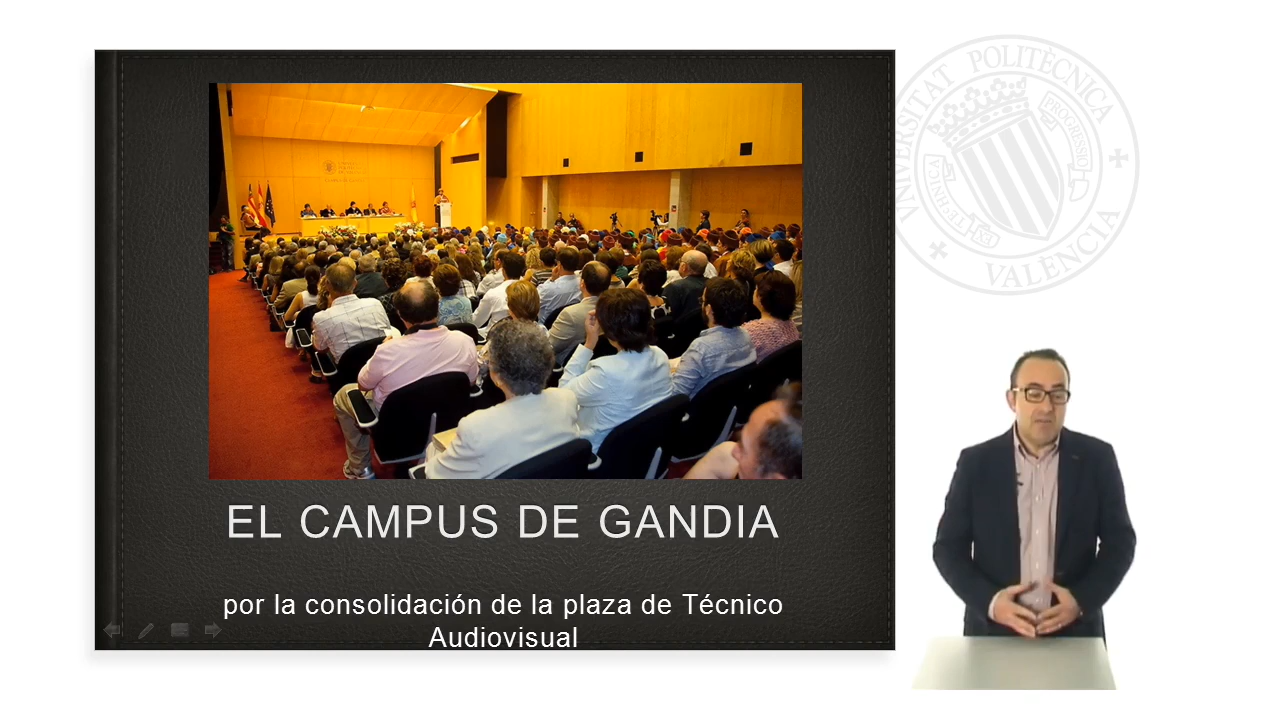 UNIVERSITAT POLITÈCNICA
VALÈNCIA
EL CAMPUS DE GANDIA
por la consolidación de la plaza de Técnico
Audiovisual